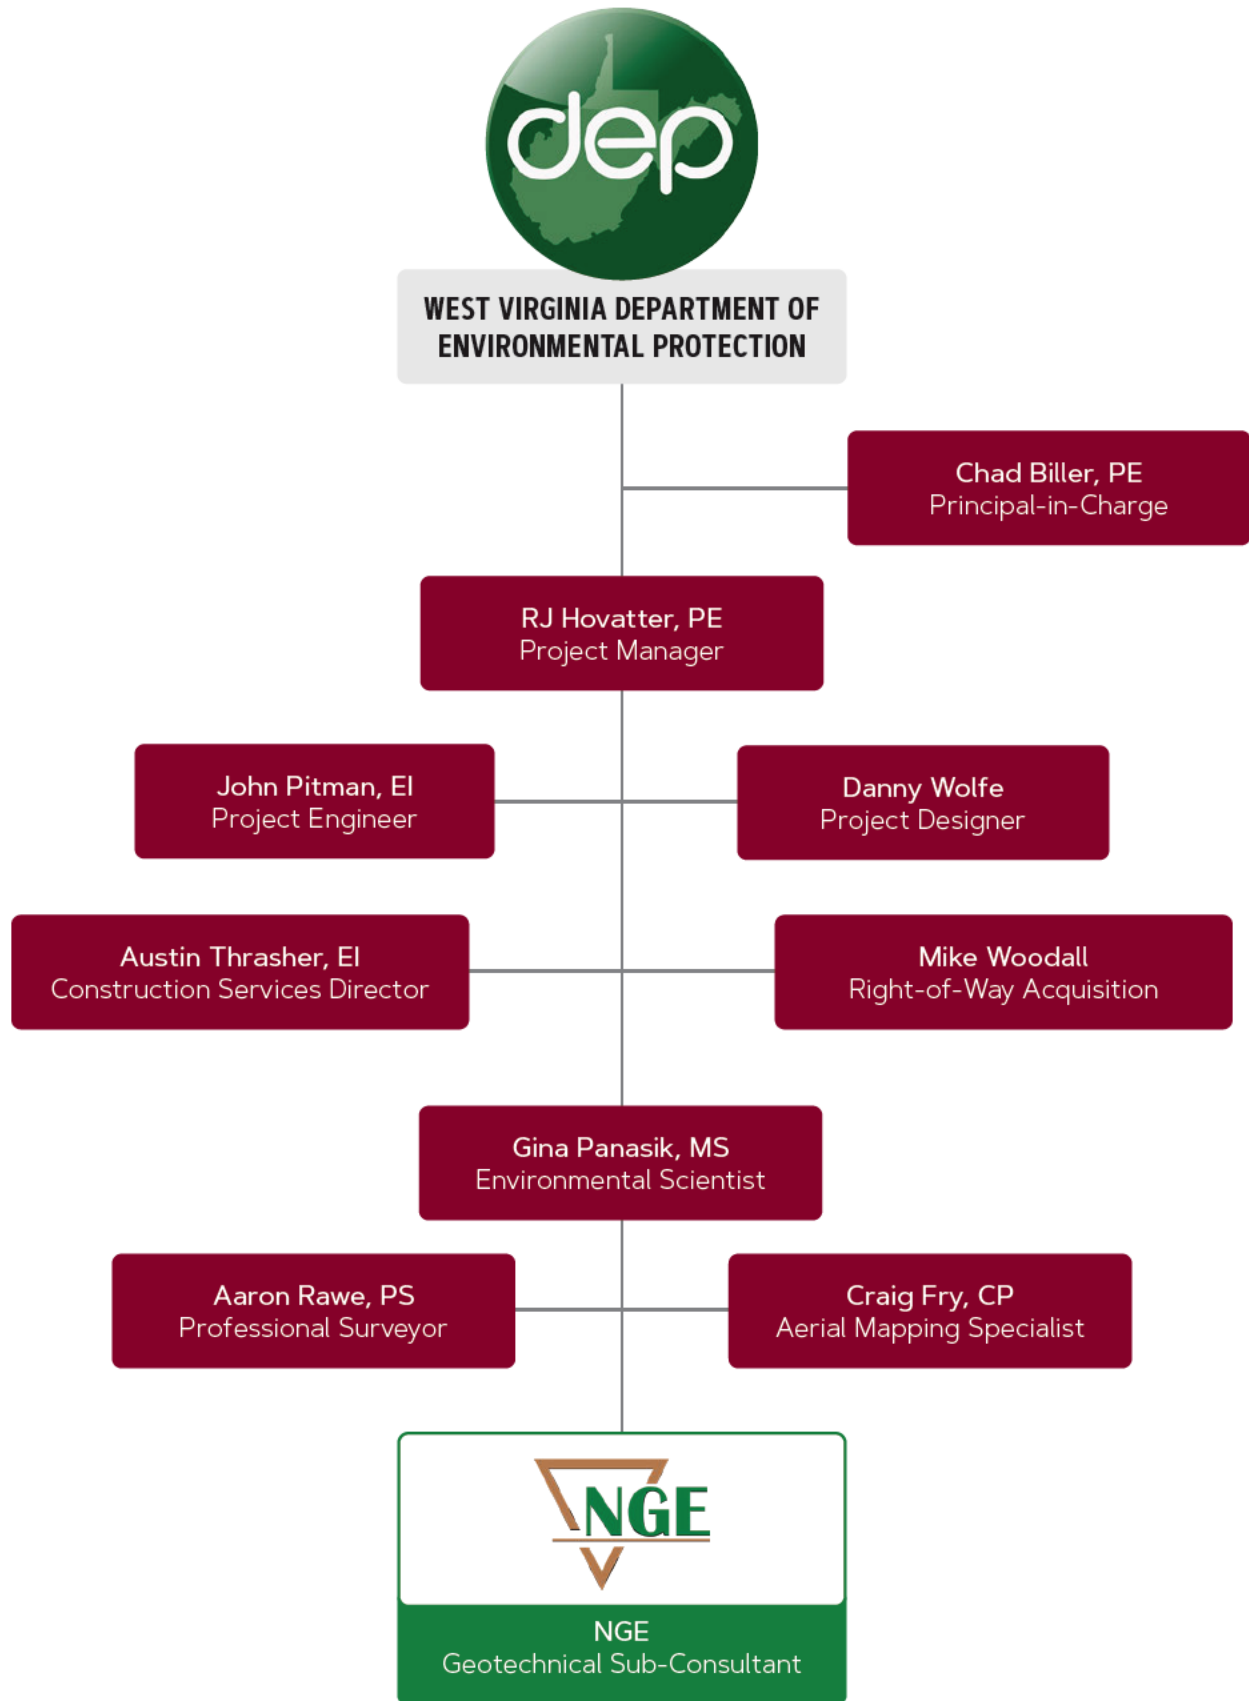 dep
WEST VIRGINIA DEPARTMENT OF
ENVIRONMENTAL PROTECTION
Chad Biller, PE
Principal-in-Charge
RJ Hovatter, PE
Project Manager
John Pitman, EI
Project Engineer
Danny Wolfe
Project Designer
Austin Thrasher, EI
Construction Services Director
Mike Woodall
Right-of-Way Acquisition
Gina Panasik, MS
Environmental Scientist
Aaron Rawe, PS
Professional Surveyor
Craig Fry, CP
Aerial Mapping Specialist
NGE
NGE
Geotechnical Sub-Consultant